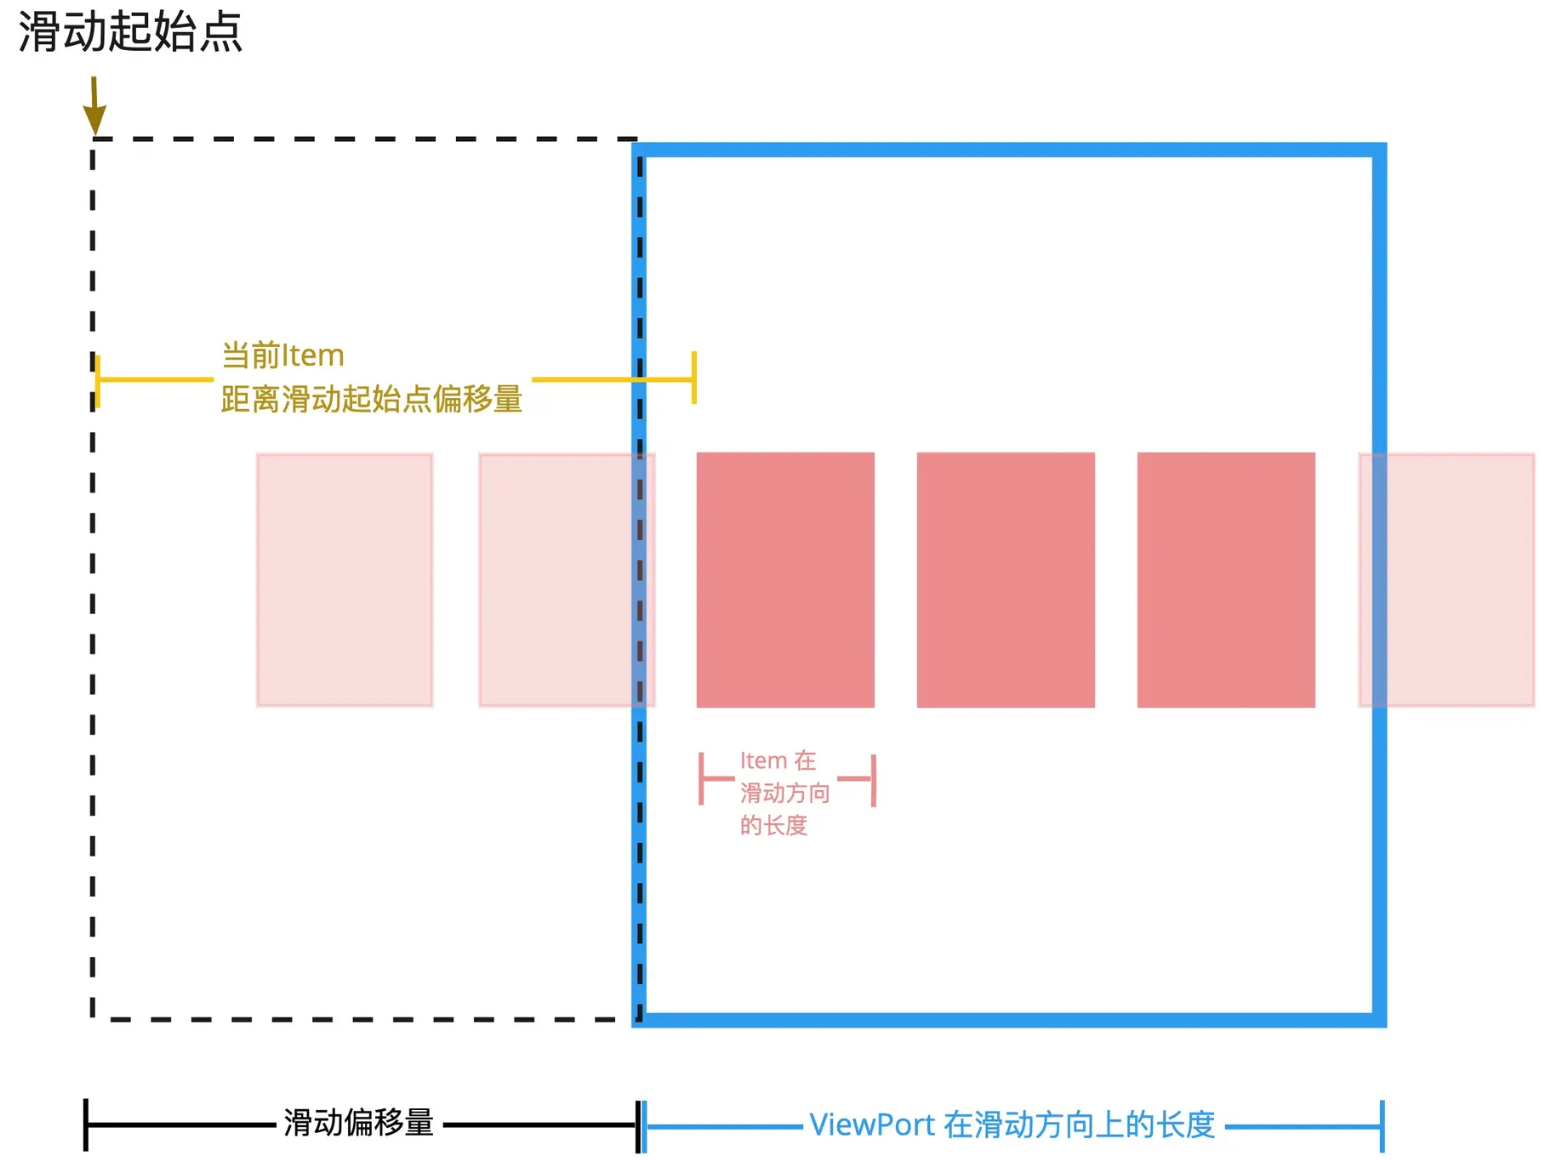 滑动起始点
当前Item
距离滑动起始点偏移量
Item 在
滑动方向
的长度
滑动偏移量
ViewPort 在滑动方向上的长度